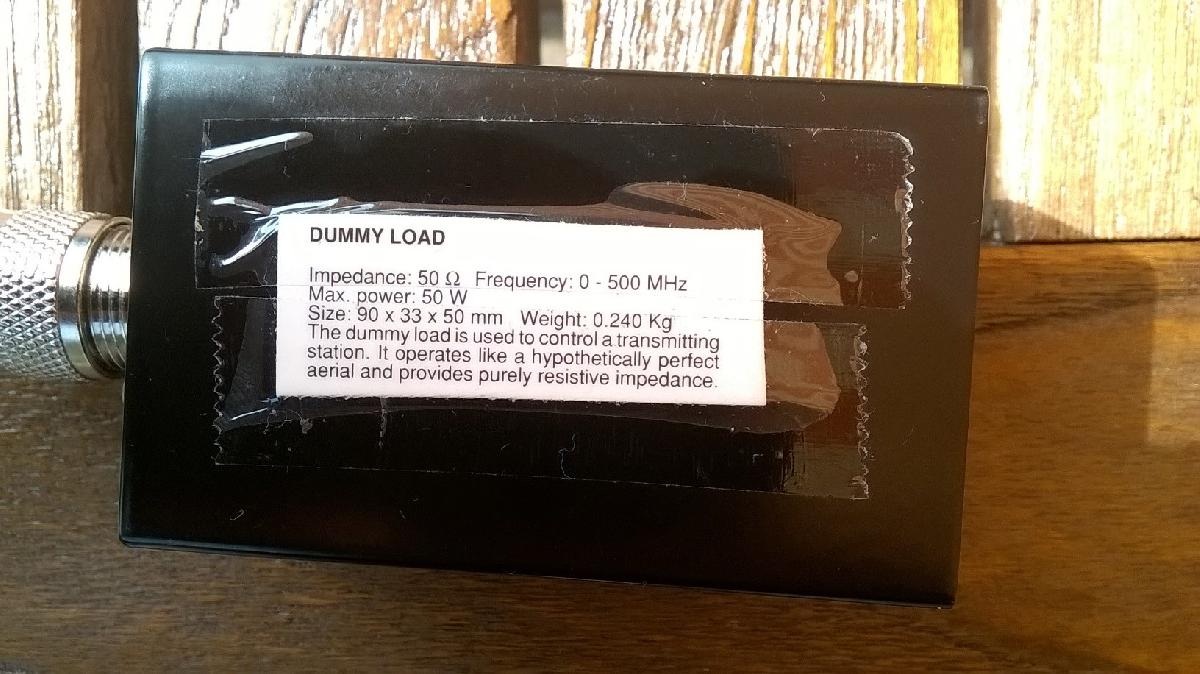 DUMMY LOAD
Impedance: 50 Ω Frequency: 0 - 500 MHz
Max. power: 50 W
Size: 90 x 33 x 50 mm Weight: 0.240 Kg
The dummy load is used to control a transmitting
station. It operates like a hypothetically perfect
aerial and provides purely resistive impedance.